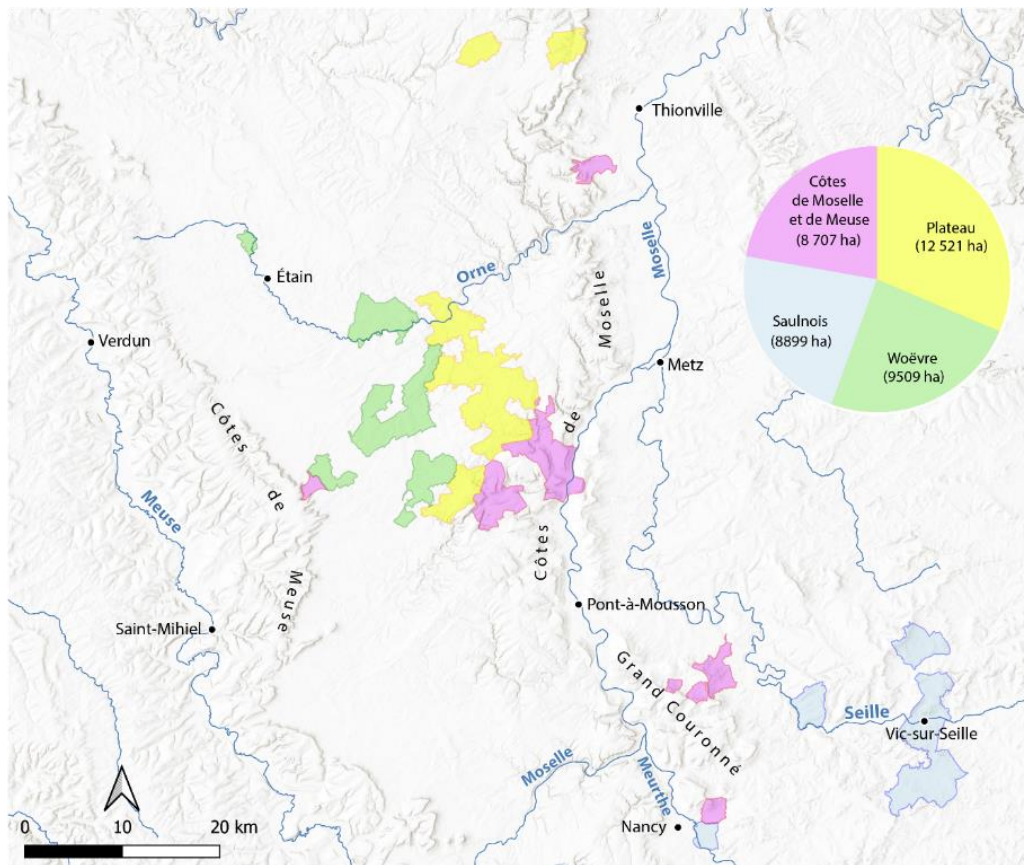 Thionville
Côtes
de Moselle
et de Meuse
(8 707 ha)
Plateau
(12 521 ha)
Saulnois
(8899 ha)
Woëvre
(9509 ha)
Moselle
Orne
Étain
Verdun
Metz
Côtes de Moselle
Côtes de Meuse
Meuse
Pont-à-Mousson
Saint-Mihiel
Grand Couronné
Seille
Vic-sur-Seille
Moselle
Meurthe
Nancy
0 10 20 km